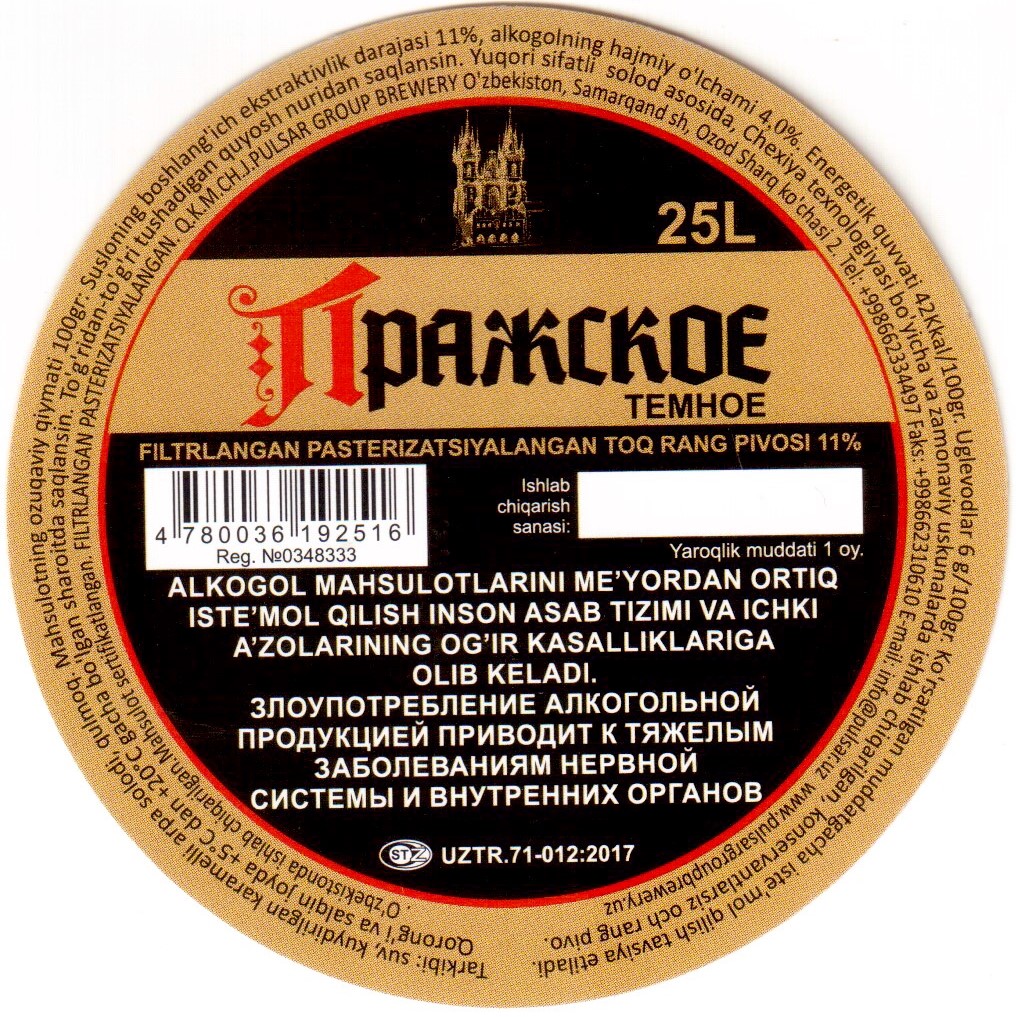 Tarkibi: suv, kuydirilgan karamelli arpa solodi, qulmoq. Mahsulotning ozuqaviy qiymati 100gr: Susloning boshlang'ich ekstraktivlik darajasi 11%, alkogolning hajmiy o'lchami 4,0%. Energetik quvvati 42Kkal/100gr. Uglevodlar 6 g/100gr. Ko'rsatilgan muddatgacha iste'mol qilish tavsiya etiladi.
Qorong'i va salqin joyda +5°C dan +20°C gacha bo'lgan sharoitda saqlansin. To'g'ridan-to'g'ri tushadigan quyosh nuridan saqlansin. Yuqori sifatli solod asosida, Chexiya texnologiyasi bo'yicha va zamonaviy uskunalarda ishlab chiqarilgan, konservantlarsiz och rang pivo.
· O'zbekistonda ishlab chiqarilgan. Mahsulot sertifikatlangan. FILTRLANGAN PASTERIZATSIYALANGAN. Q.K.M.CH.J.PULSAR GROUP BREWERY O'zbekiston, Samarqand sh, Ozod Sharq ko'chasi 2. Tel: +998662334497 Faks: +998662310610 E-mail: info@pulsar.uz www.pulsargroupbrewery.uz
25L
Пражское
ТЕМНОЕ
FILTRLANGAN PASTERIZATSIYALANGAN TOQ RANG PIVOSI 11%
4 780036 192516
Reg. №0348333
Ishlab
chiqarish
sanasi:
Yaroqlik muddati 1 oy.
ALKOGOL MAHSULOTLARINI ME'YORDAN ORTIQ
ISTE'MOL QILISH INSON ASAB TIZIMI VA ICHKI
A'ZOLARINING OG'IR KASALLIKLARIGA
OLIB KELADI.
ЗЛОУПОТРЕБЛЕНИЕ АЛКОГОЛЬНОЙ
ПРОДУКЦИЕЙ ПРИВОДИТ К ТЯЖЕЛЫМ
ЗАБОЛЕВАНИЯМ НЕРВНОЙ
СИСТЕМЫ И ВНУТРЕННИХ ОРГАНОВ
STZ UZTR.71-012:2017